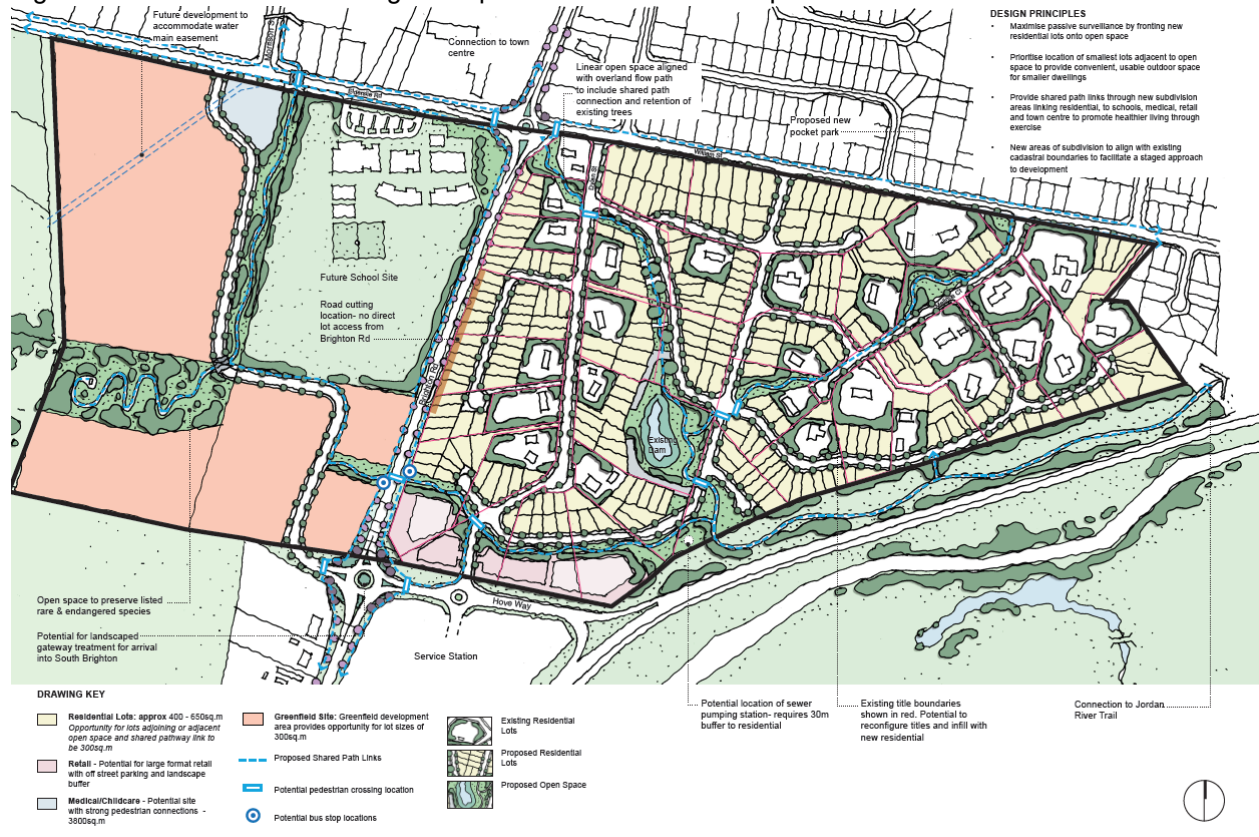 Future development to
accommodate water
main easement
Morrison St
Connection to town
centre
Linear open space aligned
with overland flow path
to include shared path
connection and retention of
existing trees
Proposed new
pocket park
DESIGN PRINCIPLES
• Maximise passive surveillance by fronting new
residential lots onto open space
• Prioritise location of smallest lots adjacent to open
space to provide convenient, usable outdoor space
for smaller dwellings
• Provide shared path links through new subdivision
areas linking residential, to schools, medical, retail
and town centre to promote healthier living through
exercise
• New areas of subdivision to align with existing
cadastral boundaries to facilitate a staged approach
to development
Elderslie Rd
William St
Future School Site
Road cutting
location- no direct
lot access from
Brighton Rd
Brighton Rd
Existing
Dam
Open space to preserve listed
rare & endangered species
Potential for landscaped
gateway treatment for arrival
into South Brighton
Hove Way
Service Station
Potential location of sewer
pumping station- requires 30m
buffer to residential
Existing title boundaries
shown in red. Potential to
reconfigure titles and infill with
new residential
Connection to Jordan
River Trail
DRAWING KEY
Residential Lots: approx 400 - 650sq.m
Opportunity for lots adjoining or adjacent
open space and shared pathway link to
be 300sq.m
Retail - Potential for large format retail
with off street parking and landscape
buffer
Medical/Childcare - Potential site
with strong pedestrian connections -
3800sq.m
Greenfield Site: Greenfield development
area provides opportunity for lot sizes of
300sq.m
Proposed Shared Path Links
Potential pedestrian crossing location
Potential bus stop locations
Existing Residential
Lots
Proposed Residential
Lots
Proposed Open Space